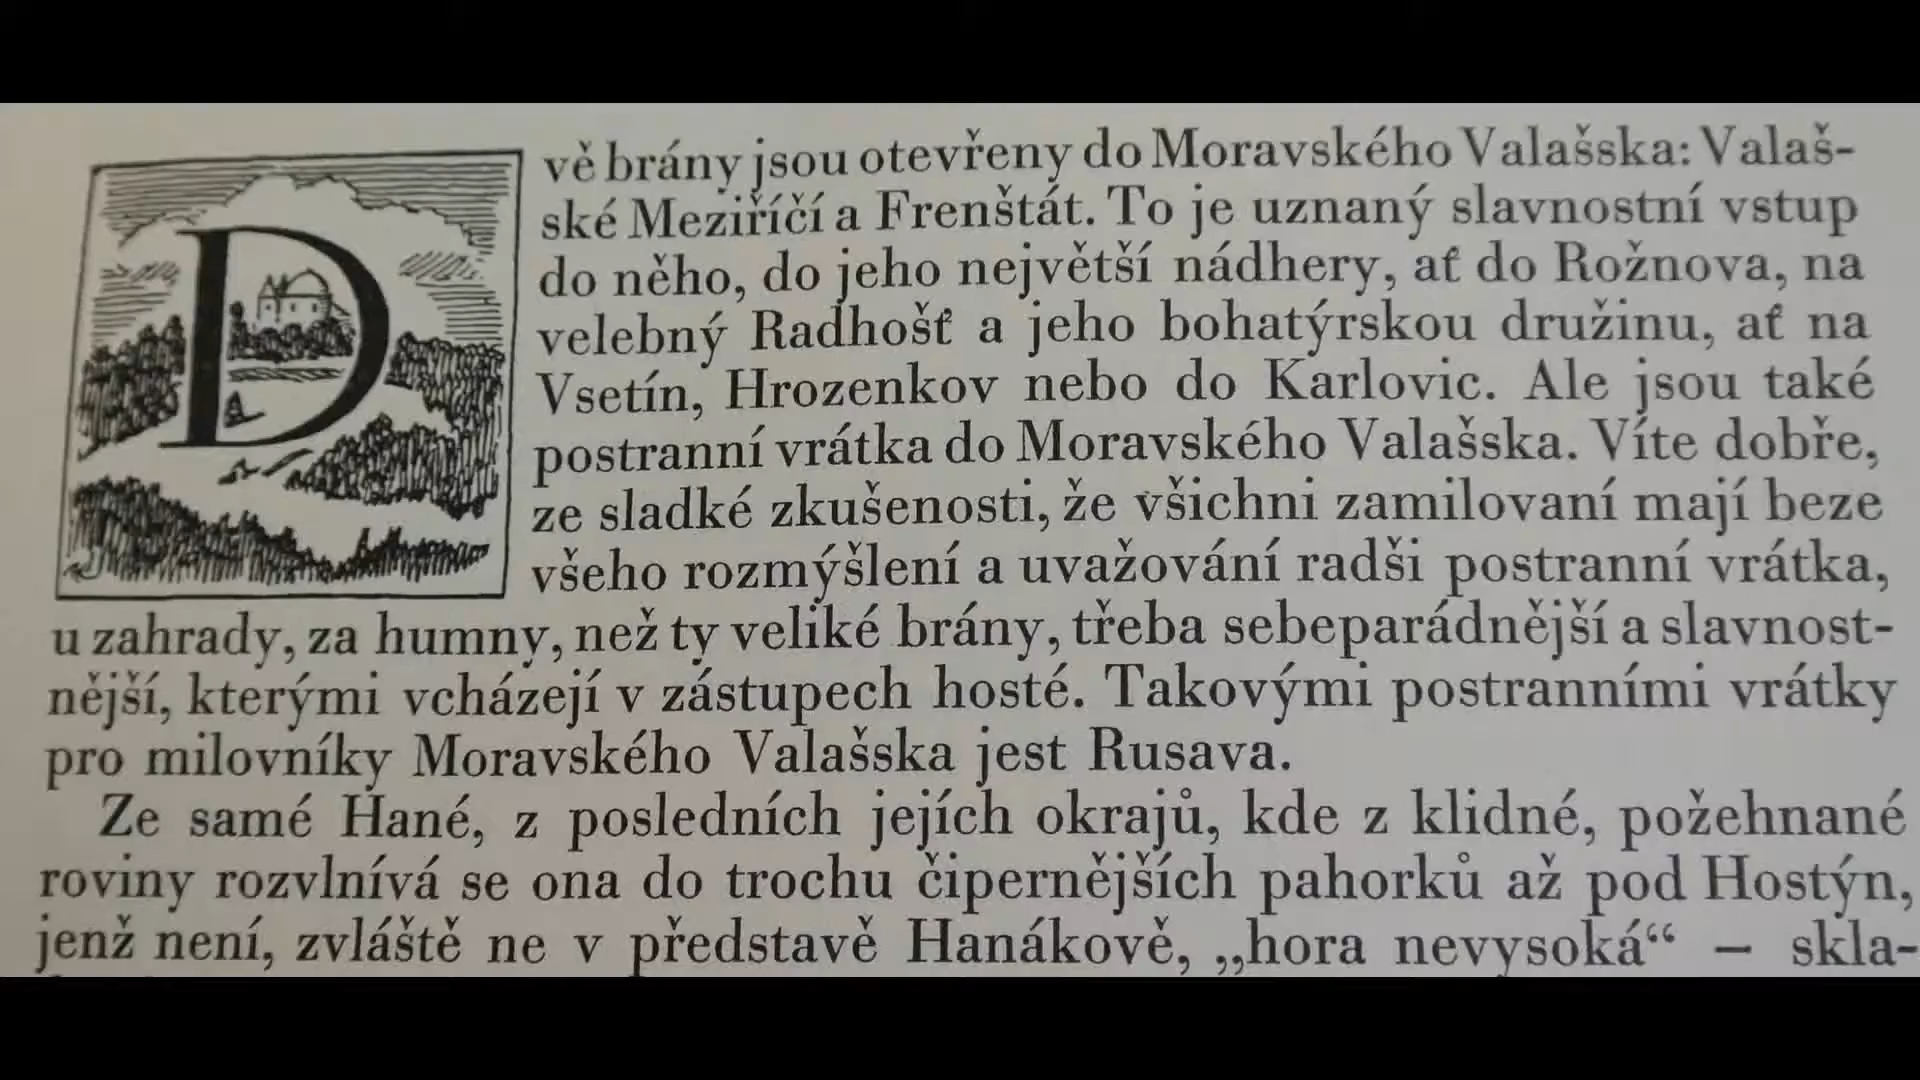 Dvě brány jsou otevřeny do Moravského Valašska: Valaš-
ské Meziříčí a Frenštát. To je uznaný slavnostní vstup
do něho, do jeho největší nádhery, ať do Rožnova, na
velebný Radhošť a jeho bohatýrskou družinu, ať na
Vsetín, Hrozenkov nebo do Karlovic. Ale jsou také
postranní vrátka do Moravského Valašska. Víte dobře,
ze sladké zkušenosti, že všichni zamilovaní mají beze
všeho rozmýšlení a uvažování radši postranní vrátka,
u zahrady, za humny, než ty veliké brány, třeba sebeparádnější a slavnost-
nější, kterými vcházejí v zástupech hosté. Takovými postranními vrátky
pro milovníky Moravského Valašska jest Rusava.
Ze samé Hané, z posledních jejích okrajů, kde z klidné, požehnané
roviny rozvlnívá se ona do trochu čipernějších pahorků až pod Hostýn,
jenž není, zvláště ne v představě Hanákově, „hora nevysoká“ – skla-